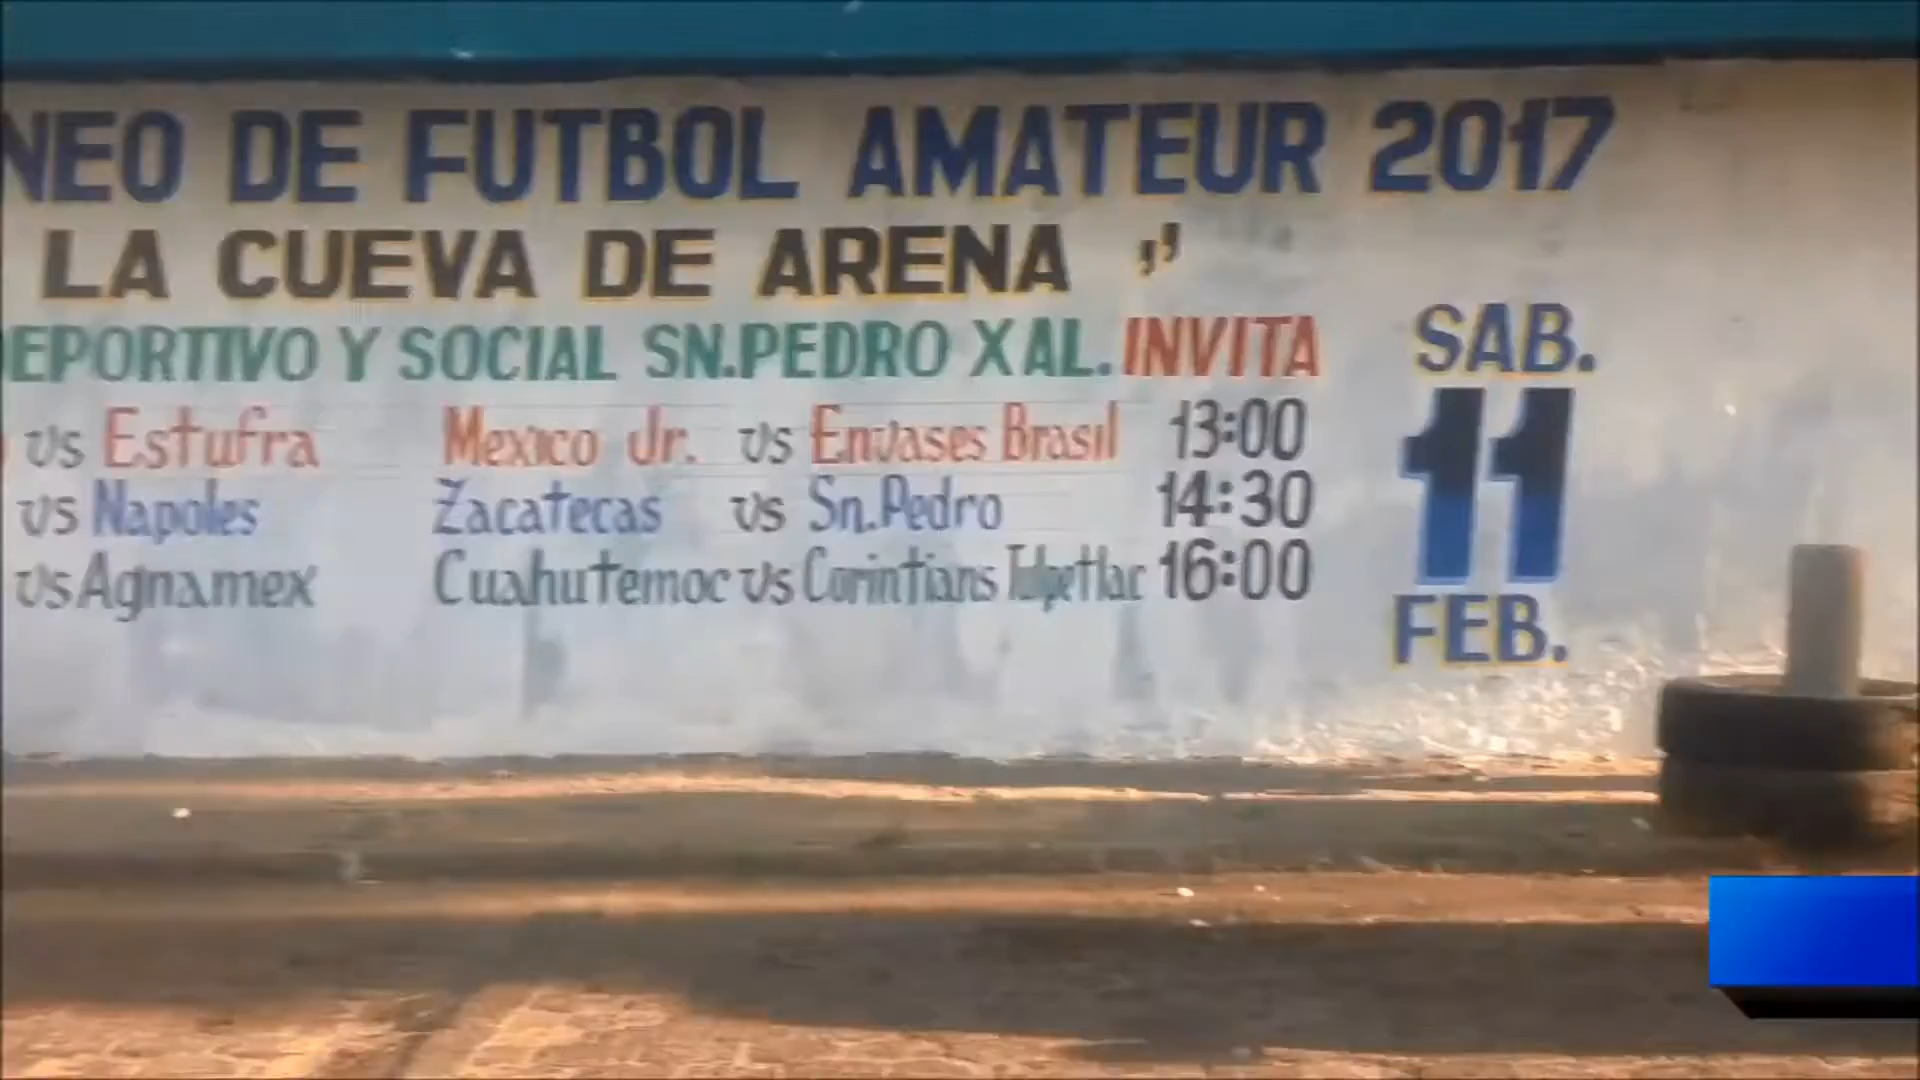 NEO DE FUTBOL AMATEUR 2017
LA CUEVA DE ARENA ”
DEPORTIVO Y SOCIAL SN.PEDRO XAL. INVITA
vs Estufra Mexico Jr. vs Envases Brasil 13:00
vs Napoles Zacatecas vs Sn.Pedro 14:30
vs Agnamex Cuahutemoc vs Corintians Tulpetlac 16:00
SAB.
11
FEB.